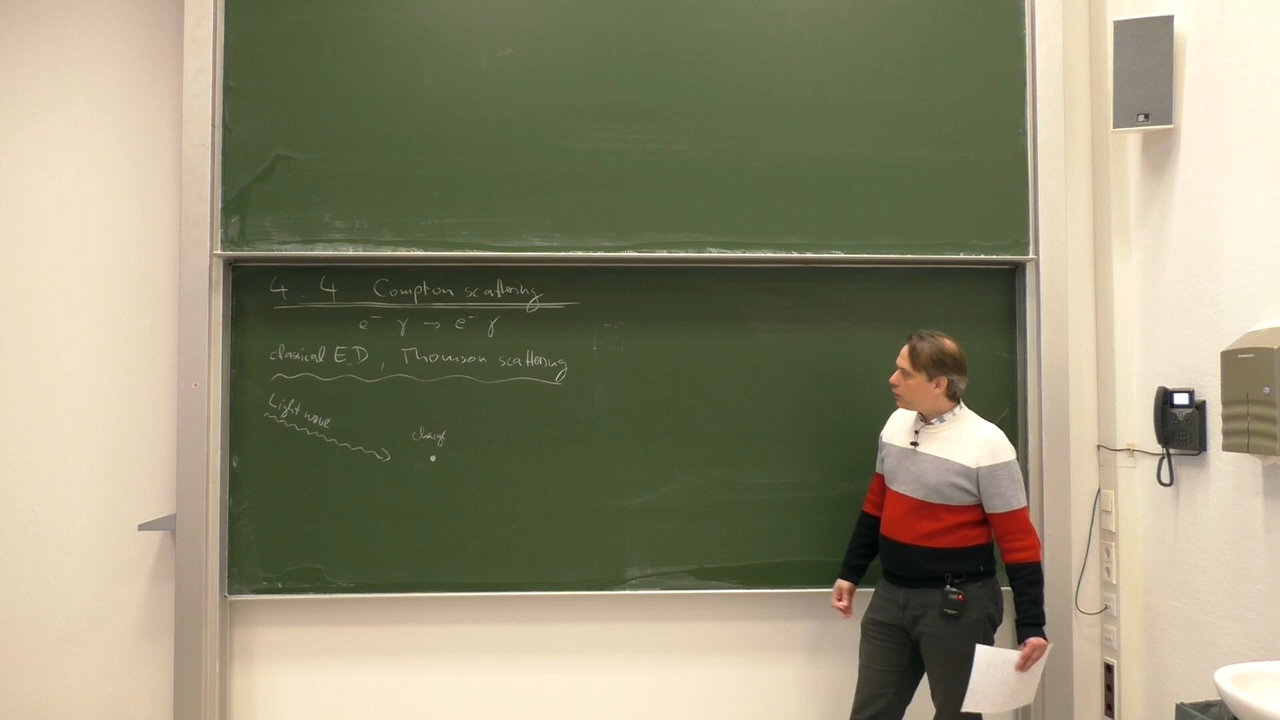 4.4 Compton scattering
e⁻ γ → e⁻ γ
classical ED, Thomson scattering
Light wave
charge